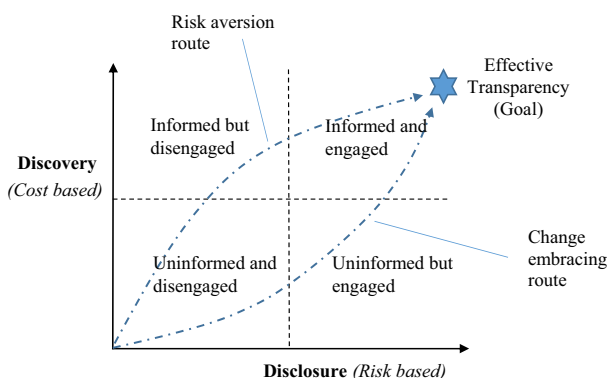 Risk aversion
route
Effective
Transparency
(Goal)
Informed but
disengaged
Informed and
engaged
Discovery
(Cost based)
Uninformed and
disengaged
Uninformed but
engaged
Change
embracing
route
Disclosure (Risk based)